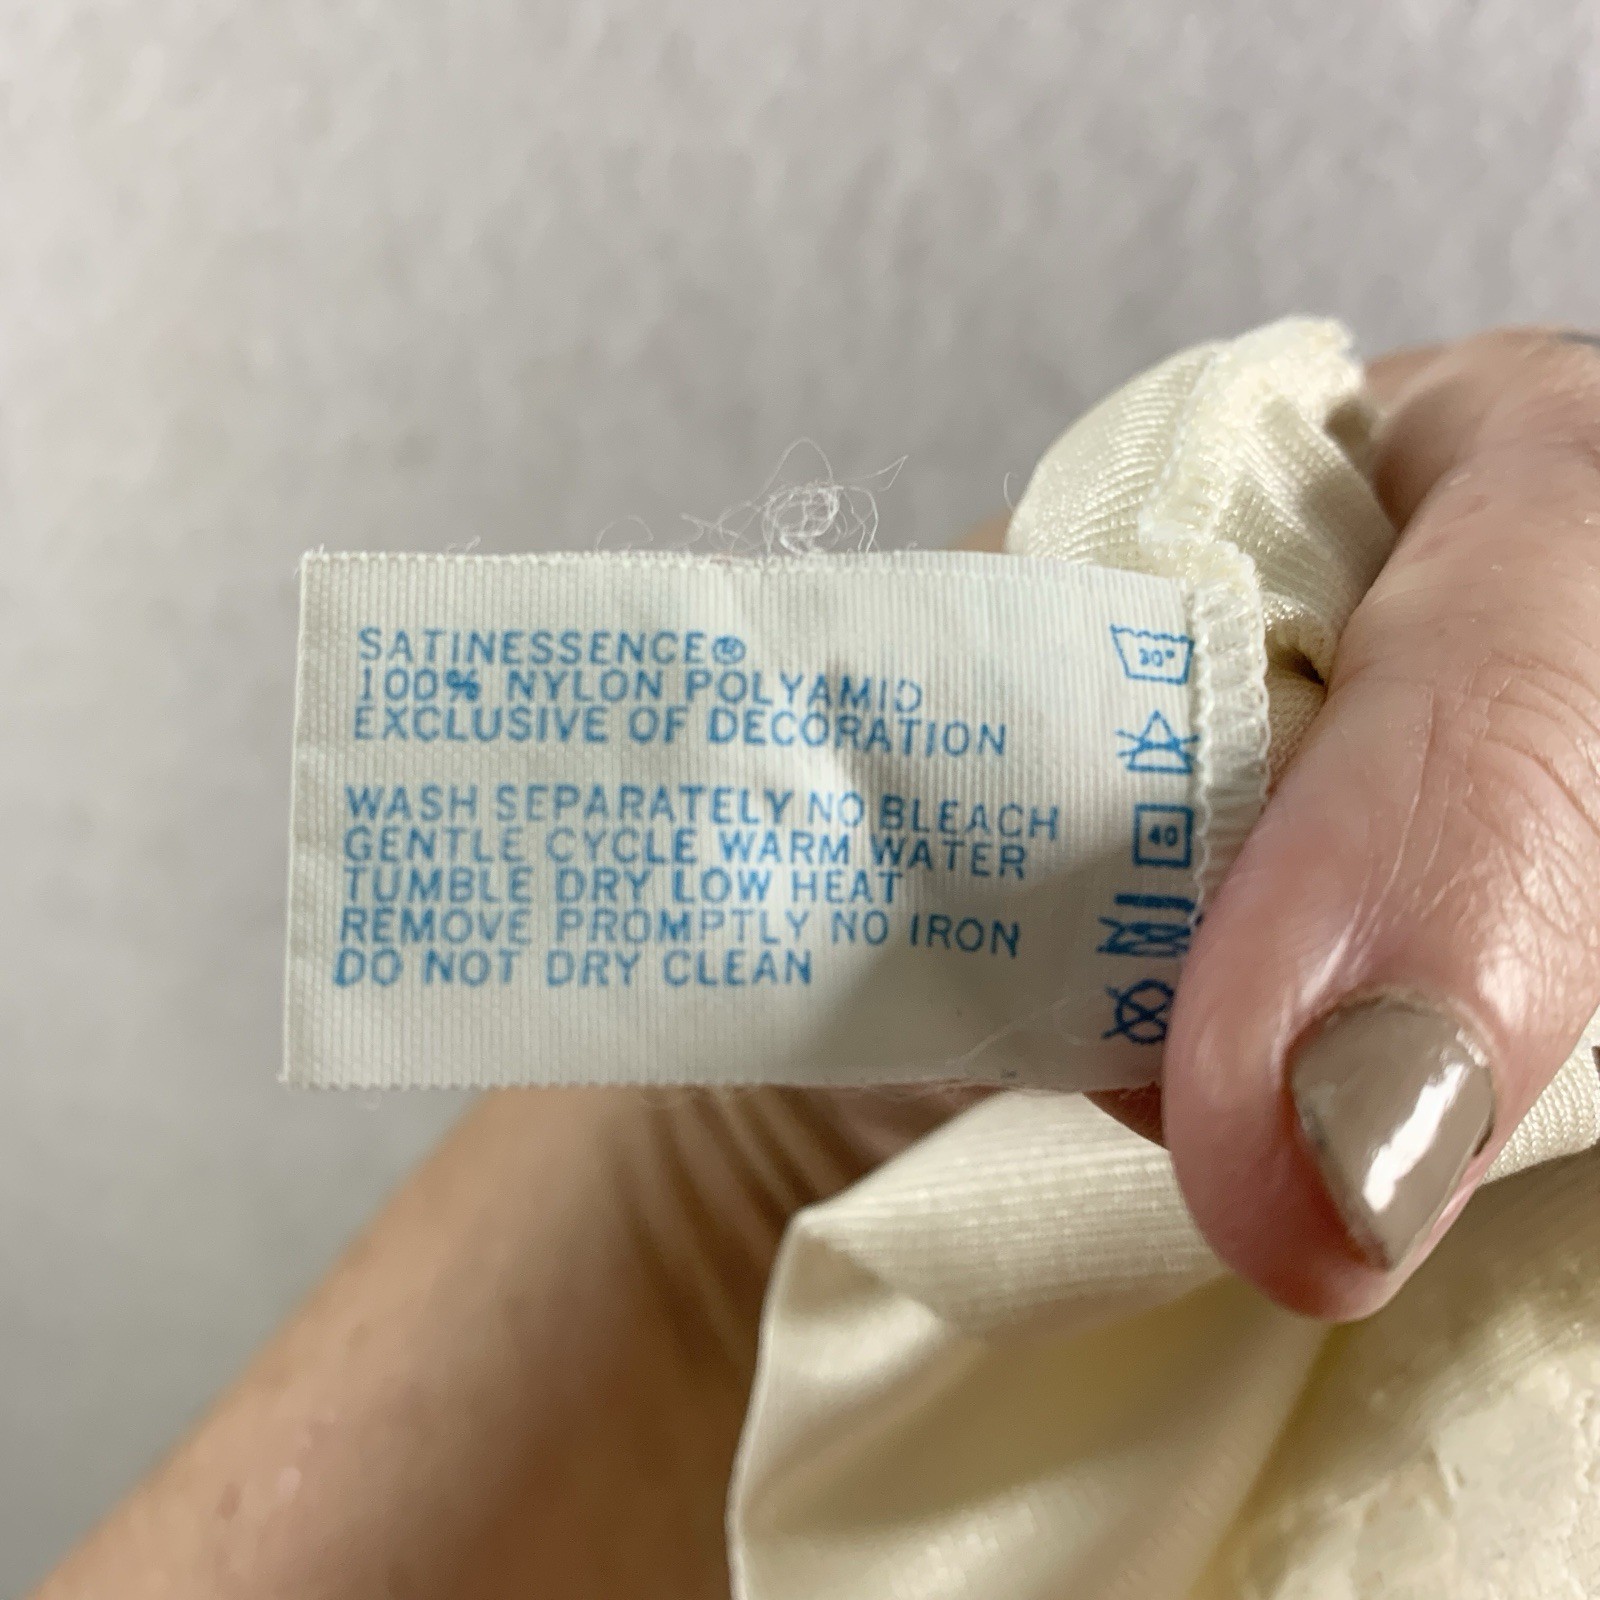 SATINESSENCE®
100% NYLON POLYAMID
EXCLUSIVE OF DECORATION
WASH SEPARATELY NO BLEACH
GENTLE CYCLE WARM WATER
TUMBLE DRY LOW HEAT
REMOVE PROMPTLY NO IRON
DO NOT DRY CLEAN
30°
40